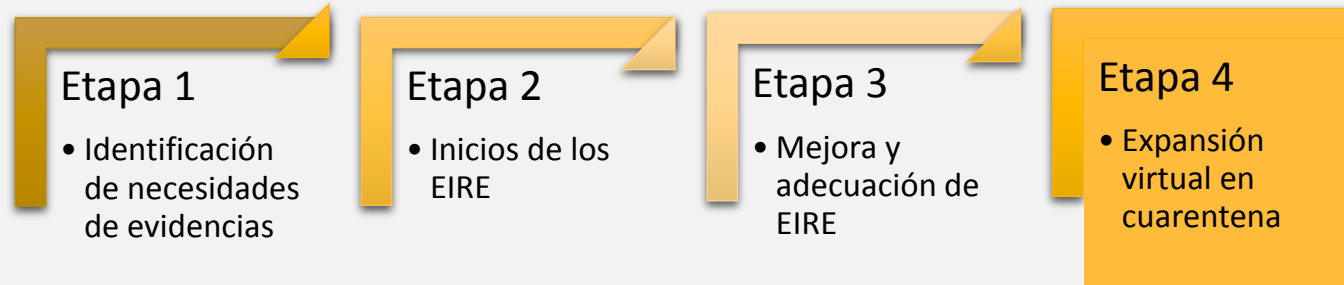 Etapa 1
• Identificación
de necesidades
de evidencias
Etapa 2
• Inicios de los
EIRE
Etapa 3
• Mejora y
adecuación de
EIRE
Etapa 4
• Expansión
virtual en
cuarentena